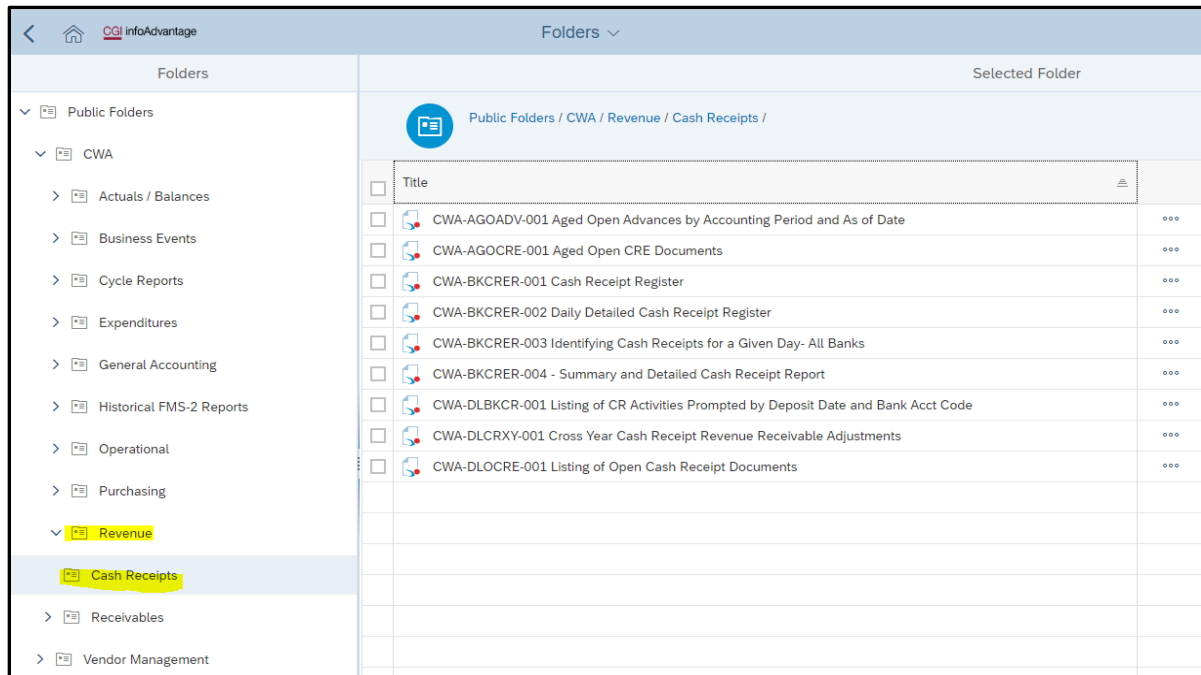 CGI infoAdvantage
Folders
Folders
Selected Folder
Public Folders
Public Folders / CWA / Revenue / Cash Receipts /
CWA
Title
Actuals / Balances
CWA-AGOADV-001 Aged Open Advances by Accounting Period and As of Date
Business Events
CWA-AGOCRE-001 Aged Open CRE Documents
Cycle Reports
CWA-BKCRER-001 Cash Receipt Register
Expenditures
CWA-BKCRER-002 Daily Detailed Cash Receipt Register
General Accounting
CWA-BKCRER-003 Identifying Cash Receipts for a Given Day- All Banks
CWA-BKCRER-004 - Summary and Detailed Cash Receipt Report
Historical FMS-2 Reports
CWA-DLBKCR-001 Listing of CR Activities Prompted by Deposit Date and Bank Acct Code
Operational
CWA-DLCRXY-001 Cross Year Cash Receipt Revenue Receivable Adjustments
CWA-DLOCRE-001 Listing of Open Cash Receipt Documents
Purchasing
Revenue
Cash Receipts
Receivables
Vendor Management